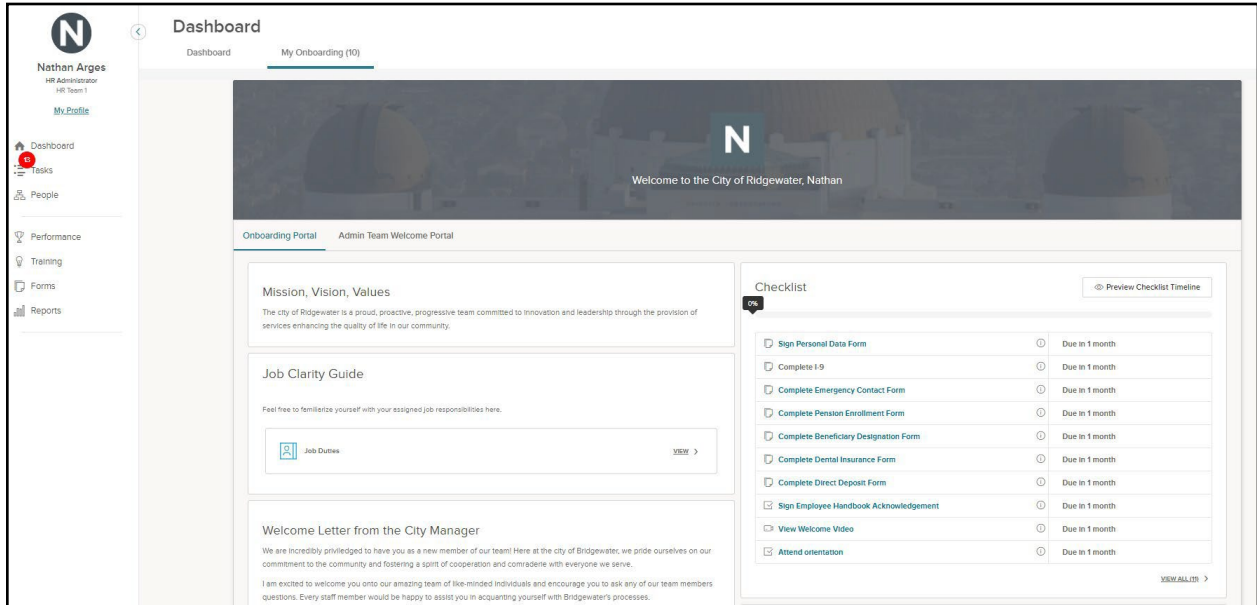 N
Nathan Arges
HR Administrator
HR Team 1
My Profile
Dashboard
13
Tasks
People
Performance
Training
Forms
Reports
Dashboard
Dashboard
My Onboarding (10)
N
Welcome to the City of Ridgewater, Nathan
Onboarding Portal
Admin Team Welcome Portal
Mission, Vision, Values
The city of Ridgewater is a proud, proactive, progressive team committed to innovation and leadership through the provision of
services enhancing the quality of life in our community.
Job Clarity Guide
Feel free to familiarize yourself with your assigned job responsibilities here.
Job Duties
VIEW >
Welcome Letter from the City Manager
We are incredibly priviledged to have you as a new member of our team! Here at the city of Bridgewater, we pride ourselves on our
commitment to the community and fostering a spirt of cooperation and comraderie with everyone we serve.
I am excited to welcome you onto our amazing team of like-minded individuals and encourage you to ask any of our team members
questions. Every staff member would be happy to assist you in acquanting yourself with Bridgewater's processes.
Checklist
Preview Checklist Timeline
0%
Sign Personal Data Form Due in 1 month
Complete I-9 Due in 1 month
Complete Emergency Contact Form Due in 1 month
Complete Pension Enrollment Form Due in 1 month
Complete Beneficiary Designation Form Due in 1 month
Complete Dental Insurance Form Due in 1 month
Complete Direct Deposit Form Due in 1 month
Sign Employee Handbook Acknowledgement Due in 1 month
View Welcome Video Due in 1 month
Attend orientation Due in 1 month
VIEW ALL (11) >